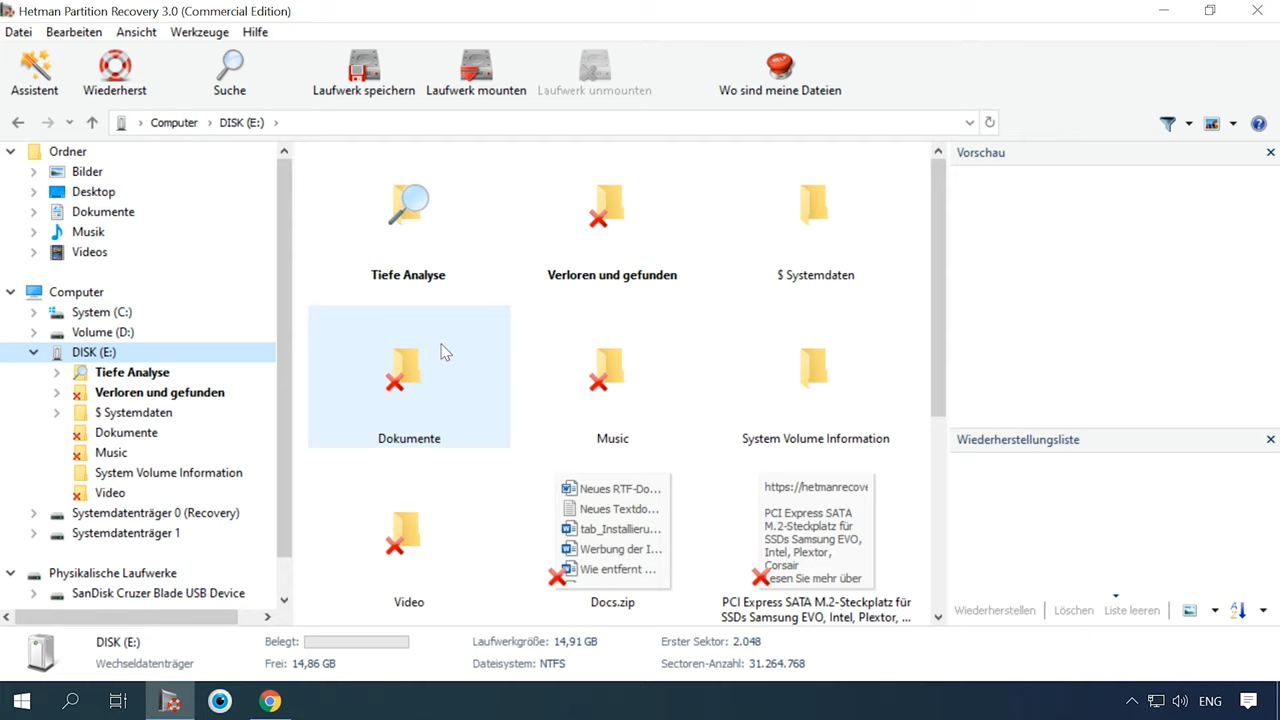 Hetman Partition Recovery 3.0 (Commercial Edition)
Datei Bearbeiten Ansicht Werkzeuge Hilfe
HELP
Assistent Wiederherst Suche Laufwerk speichern Laufwerk mounten Laufwerk unmounten Wo sind meine Dateien
Computer DISK (E:)
Ordner
Bilder
Desktop
Dokumente
Musik
Videos
Computer
System (C:)
Volume (D:)
DISK (E:)
Tiefe Analyse
Verloren und gefunden
$ Systemdaten
Dokumente
Music
System Volume Information
Video
Systemdatenträger 0 (Recovery)
Systemdatenträger 1
Physikalische Laufwerke
SanDisk Cruzer Blade USB Device
Tiefe Analyse
Verloren und gefunden
$ Systemdaten
Dokumente
Music
System Volume Information
Video
Neues RTF-Do...
Neues Textdo...
tab_Installieru...
Werbung der I...
Wie entfernt ...
Docs.zip
https://hetmanrecove
PCI Express SATA
M.2-Steckplatz für
SSDs Samsung EVO,
Intel, Plextor,
Corsair
esen Sie mehr über
PCI Express SATA M.2-Steckplatz für
SSDs Samsung EVO, Intel, Plextor, ...
Vorschau
Wiederherstellungsliste
Wiederherstellen Löschen Liste leeren
DISK (E:)
Wechseldatenträger
Belegt:
Frei: 14,86 GB
Laufwerkgröße: 14,91 GB
Dateisystem: NTFS
Erster Sektor: 2.048
Sectoren-Anzahl: 31.264.768
ENG